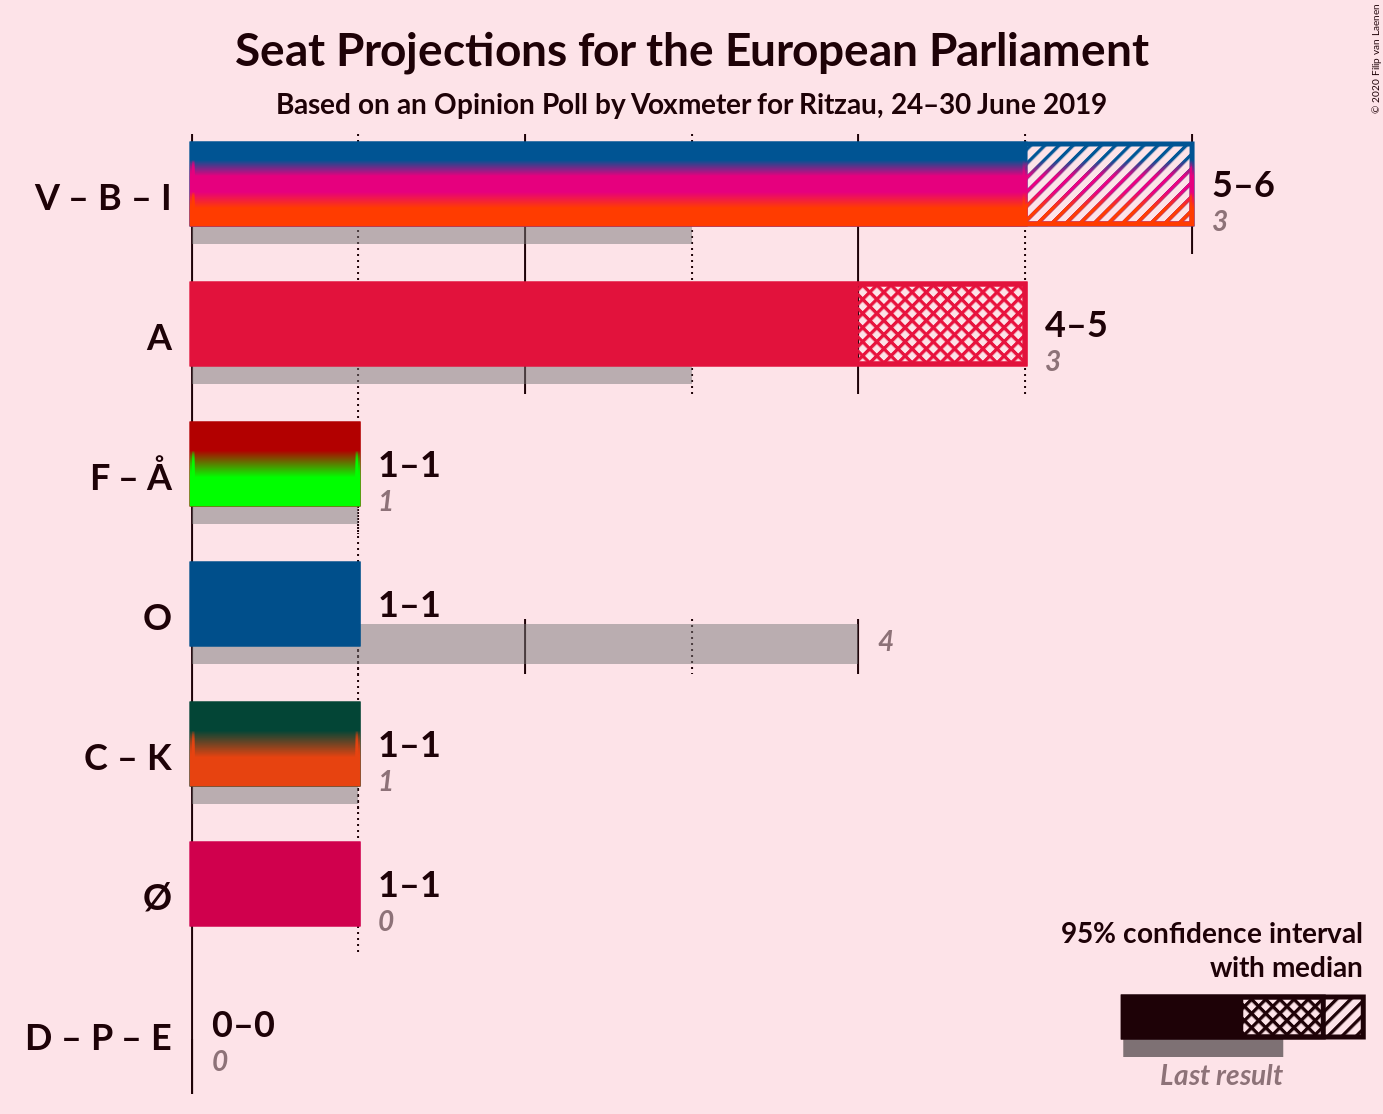 Seat Projections for the European Parliament
Based on an Opinion Poll by Voxmeter for Ritzau, 24–30 June 2019
© 2020 Filip van Laenen
V – B – I
5–6
3
A
4–5
3
F – Å
1–1
1
O
1–1
4
C – K
1–1
1
Ø
1–1
0
D – P – E
0–0
0
95% confidence interval
with median
Last result